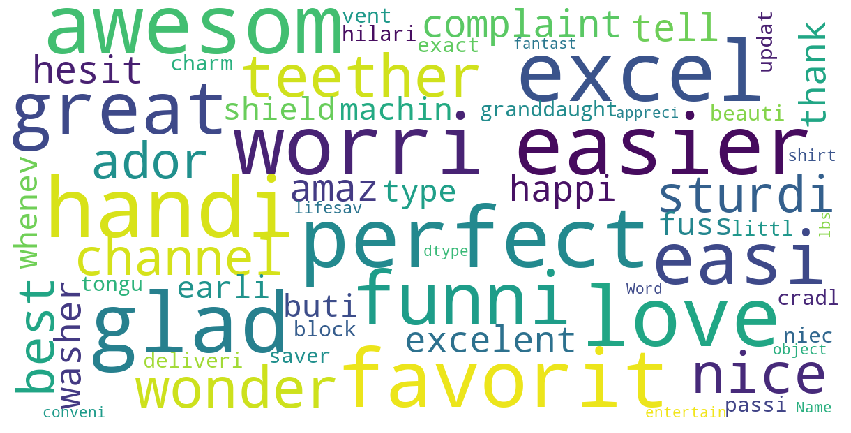 awesom
vent
hilari
complaint
tell
exact
fantast
updat
thank
hesit
charm
teether
excel
great
shield
machin
granddaught
appreci
beauti
worri
easier
ador
shirt
whenev
handi
amaz
type
happi
sturdi
lifesav
perfect
fuss
littl
lbs
channel
dtype
easi
tongu
earli
best
washer
glad
buti
funni
love
Word
cradl
block
excelent
niec
deliveri
saver
object
wonder
favorit
nice
conveni
entertain
passi
Name